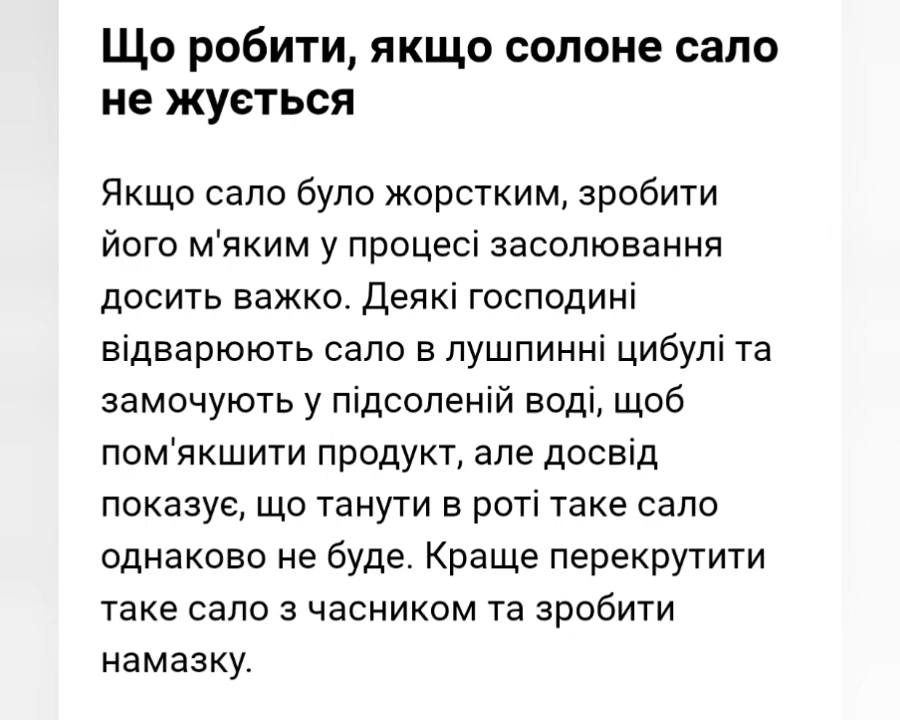 Що робити, якщо солоне сало
не жується
Якщо сало було жорстким, зробити
його м'яким у процесі засолювання
досить важко. Деякі господині
відварюють сало в лушпинні цибулі та
замочують у підсоленій воді, щоб
пом'якшити продукт, але досвід
показує, що танути в роті таке сало
однаково не буде. Краще перекрутити
таке сало з часником та зробити
намазку.